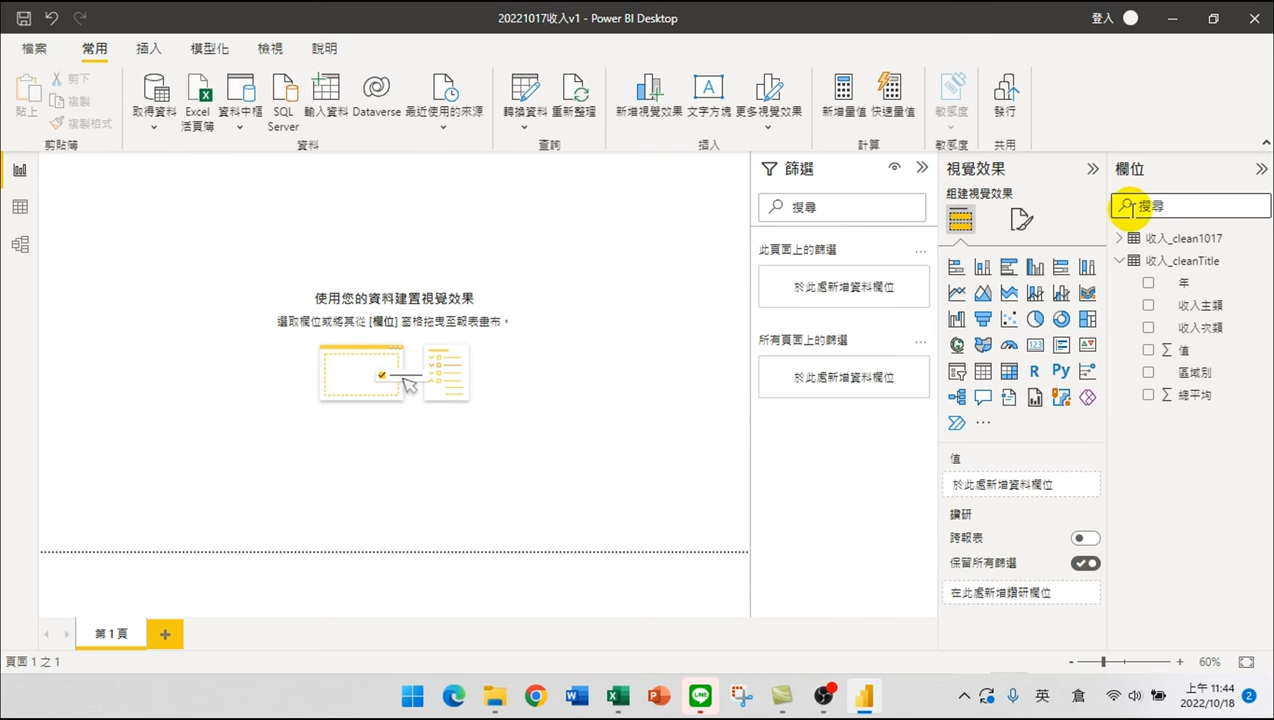 20221017收入v1 - Power BI Desktop
登入
檔案 常用 插入 模型化 檢視 說明
貼上
剪下
複製
複製格式
剪貼簿
取得資料
Excel
活頁簿
資料中樞
SQL
Server
輸入資料
Dataverse
最近使用的來源
資料
轉換資料
重新整理
查詢
新增視覺效果
A
文字方塊
更多視覺效果
插入
新增量值
快速量值
計算
敏感度
敏感度
發行
共用
使用您的資料建置視覺效果
選取欄位或將其從 [欄位] 窗格拖曳至報表畫布。
篩選
搜尋
此頁面上的篩選
...
於此處新增資料欄位
所有頁面上的篩選
...
於此處新增資料欄位
視覺效果
組建視覺效果
123
R
Py
...
值
於此處新增資料欄位
鑽研
跨報表
保留所有篩選
在此處新增鑽研欄位
欄位
搜尋
收入_clean1017
收入_cleanTitle
年
收入主類
收入次類
Σ 值
區域別
Σ 總平均
第 1 頁
+
頁面 1 之 1
- + 60%
英
倉
上午 11:44
2022/10/18
2